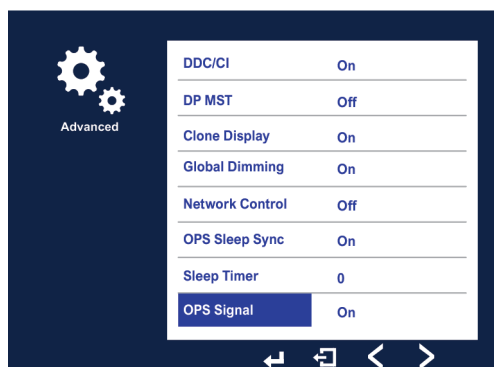 Advanced
DDC/CI On
DP MST Off
Clone Display On
Global Dimming On
Network Control Off
OPS Sleep Sync On
Sleep Timer 0
OPS Signal On